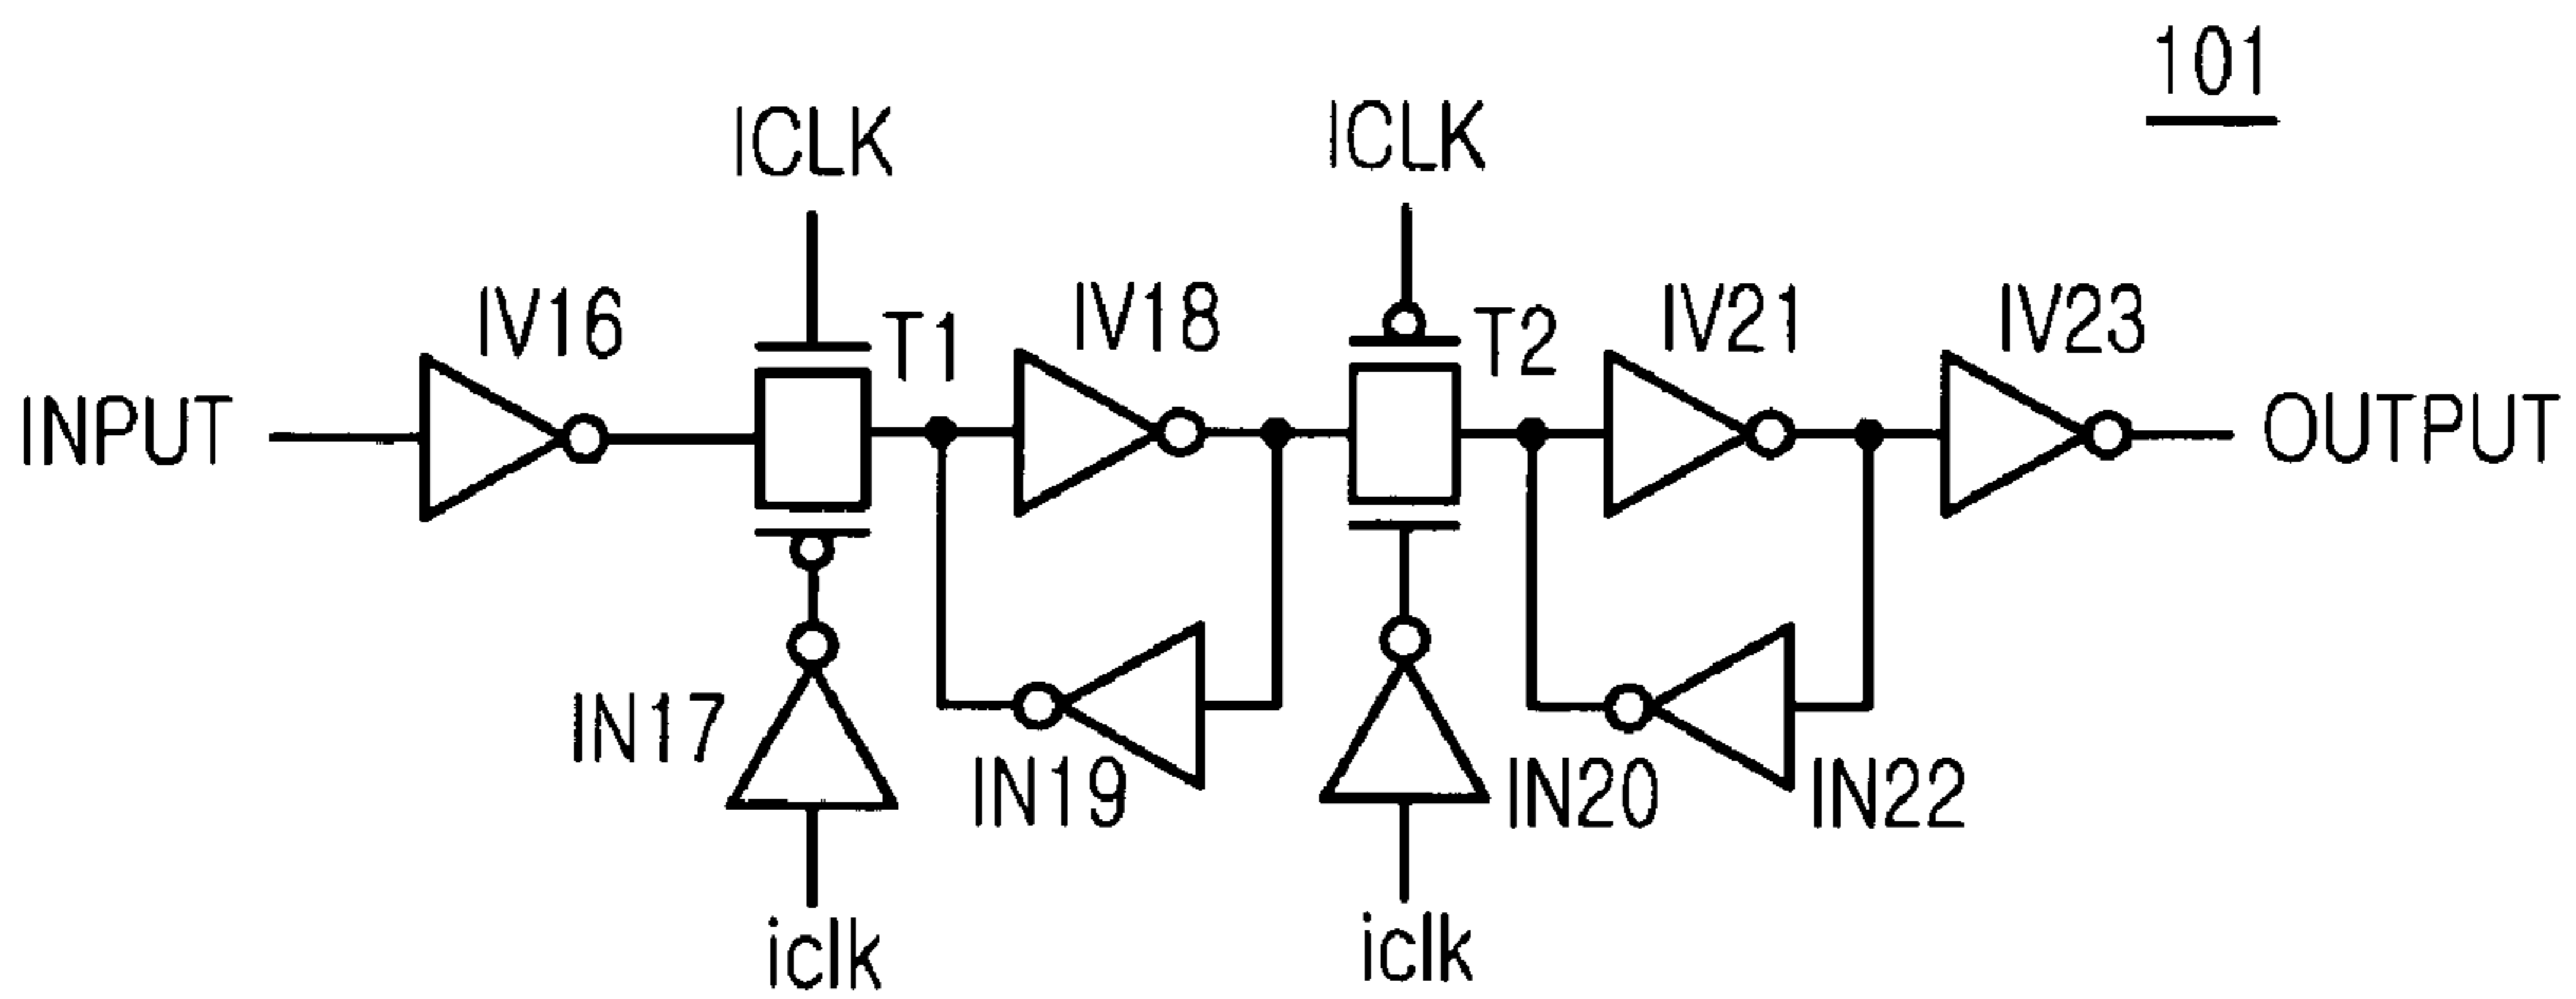 101
ICLK
ICLK
IV16
T1
IV18
T2
IV21
IV23
INPUT
OUTPUT
IN17
IN19
IN20
IN22
iclk
iclk